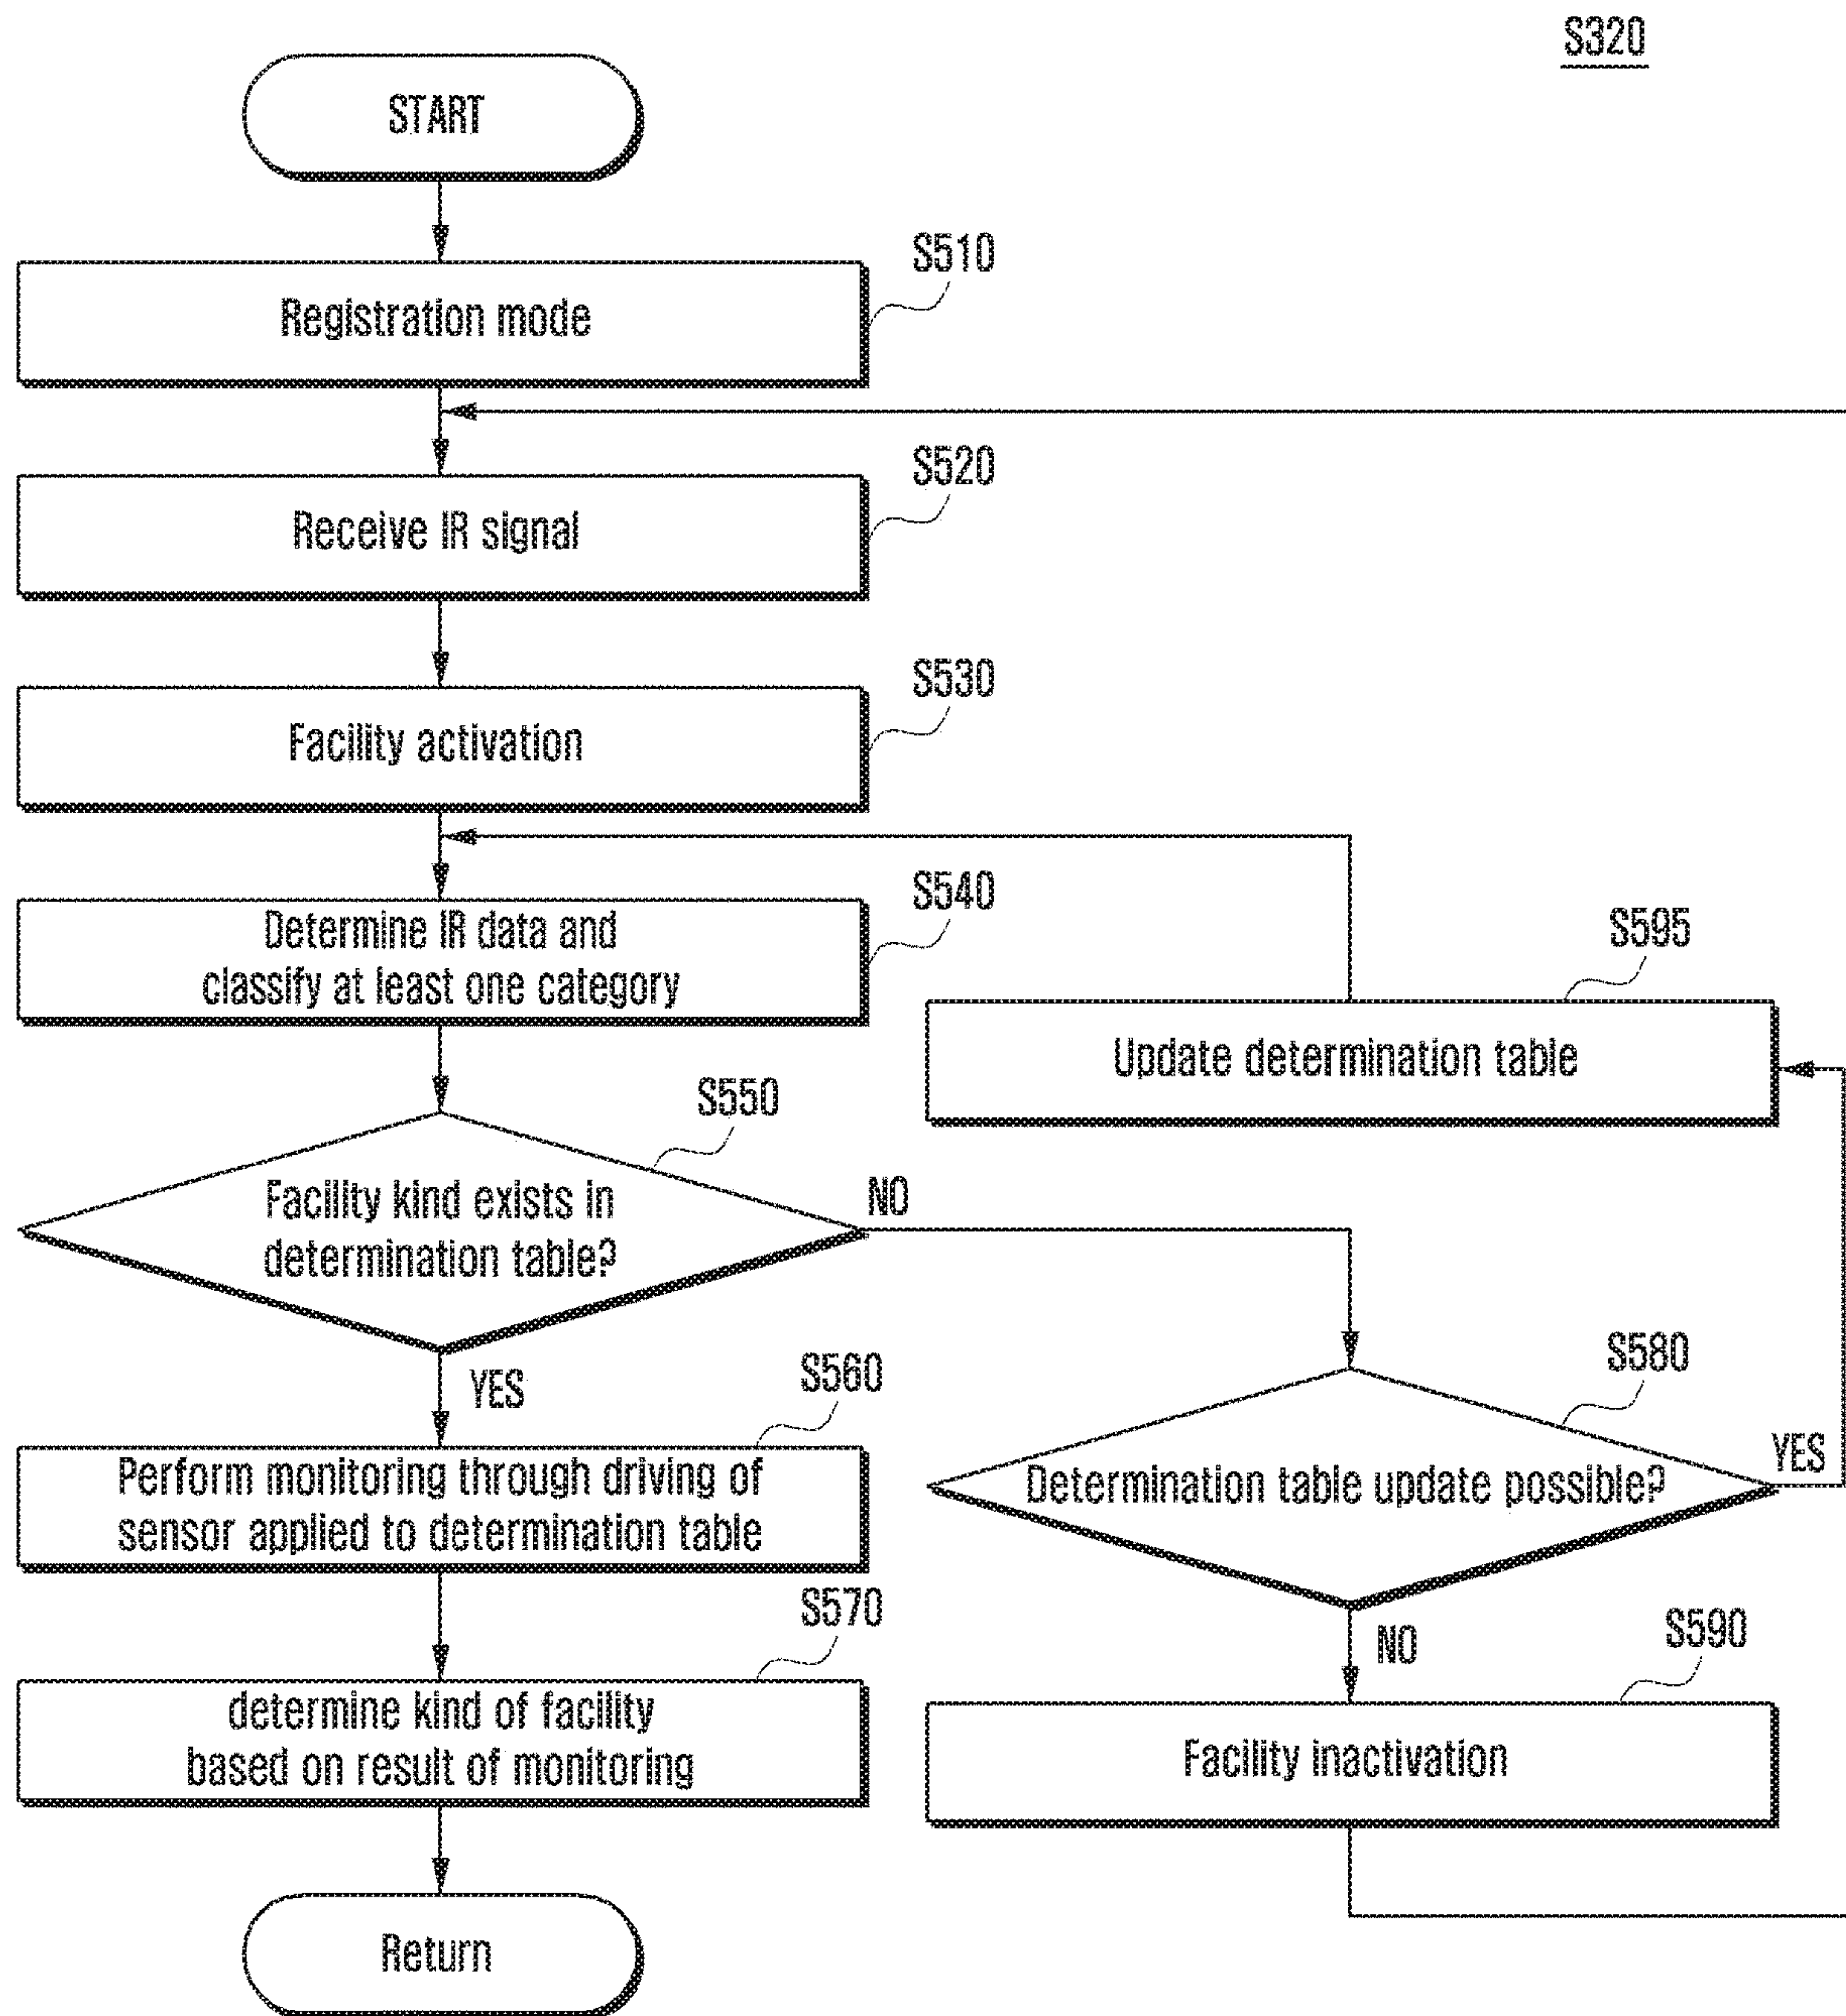 S320
START
S510
Registration mode
S520
Receive IR signal
S530
Facility activation
S540
Determine IR data and
classify at least one category
S595
Update determination table
S550
Facility kind exists in
determination table?
NO
YES
S560
Perform monitoring through driving of
sensor applied to determination table
S580
Determination table update possible?
YES
NO
S570
determine kind of facility
based on result of monitoring
S590
Facility inactivation
Return